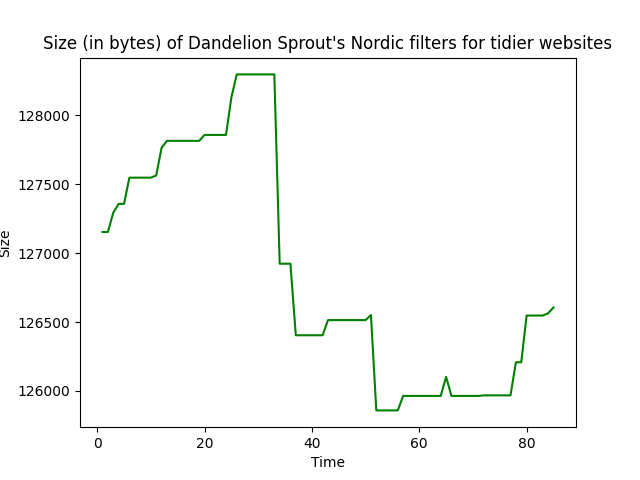 Size (in bytes) of Dandelion Sprout's Nordic filters for tidier websites
128000
127500
127000
126500
126000
Size
0 20 40 60 80
Time